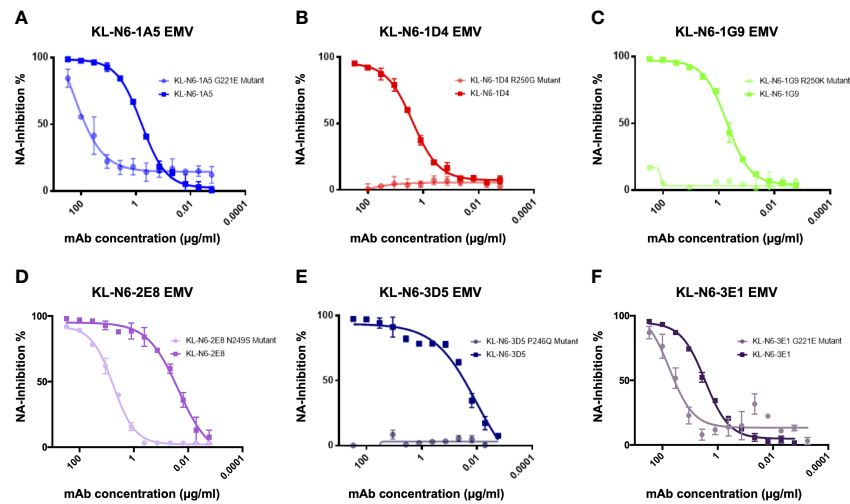 A
KL-N6-1A5 EMV
NA-Inhibition %
100
50
0
KL-N6-1A5 G221E Mutant
KL-N6-1A5
100
1
0.01
0.0001
mAb concentration (μg/ml)
B
KL-N6-1D4 EMV
NA-Inhibition %
100
50
0
KL-N6-1D4 R250G Mutant
KL-N6-1D4
100
1
0.01
0.0001
mAb concentration (μg/ml)
C
KL-N6-1G9 EMV
NA-Inhibition %
100
50
0
KL-N6-1G9 R250K Mutant
KL-N6-1G9
100
1
0.01
0.0001
mAb concentration (μg/ml)
D
KL-N6-2E8 EMV
NA-Inhibition %
100
50
0
KL-N6-2E8 N249S Mutant
KL-N6-2E8
100
1
0.01
0.0001
mAb concentration (μg/ml)
E
KL-N6-3D5 EMV
NA-Inhibition %
100
50
0
KL-N6-3D5 P246Q Mutant
KL-N6-3D5
100
1
0.01
0.0001
mAb concentration (μg/ml)
F
KL-N6-3E1 EMV
NA-Inhibition %
100
50
0
KL-N6-3E1 G221E Mutant
KL-N6-3E1
100
1
0.01
0.0001
mAb concentration (μg/ml)